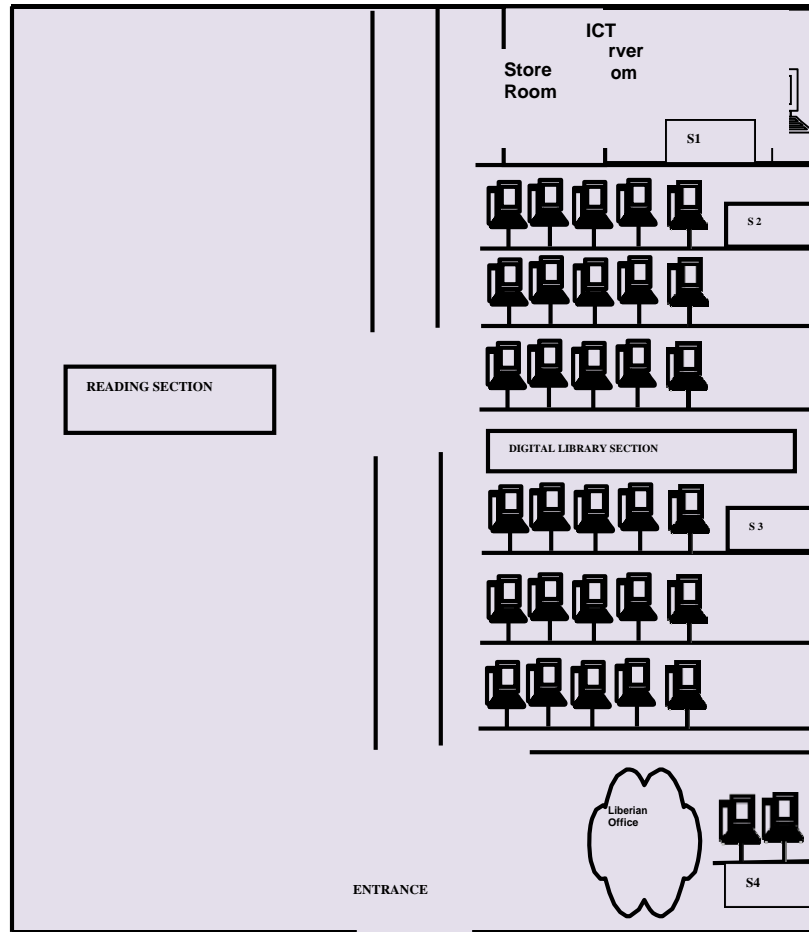 ICT
rver
om
Store
Room
S1
S 2
READING SECTION
DIGITAL LIBRARY SECTION
S 3
Liberian
Office
S4
ENTRANCE